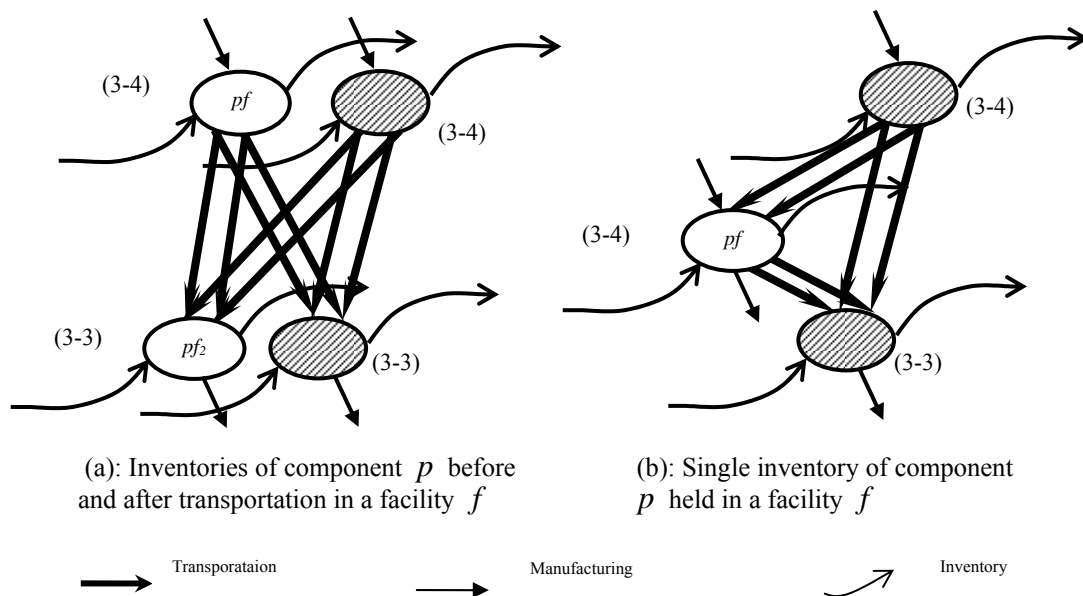 (3-4)
pf
(3-4)
(3-3)
pf₂
(3-3)
(a): Inventories of component p before
and after transportation in a facility f
(3-4)
(3-4)
pf
(3-3)
(b): Single inventory of component
p held in a facility f
Transporataion
Manufacturing
Inventory